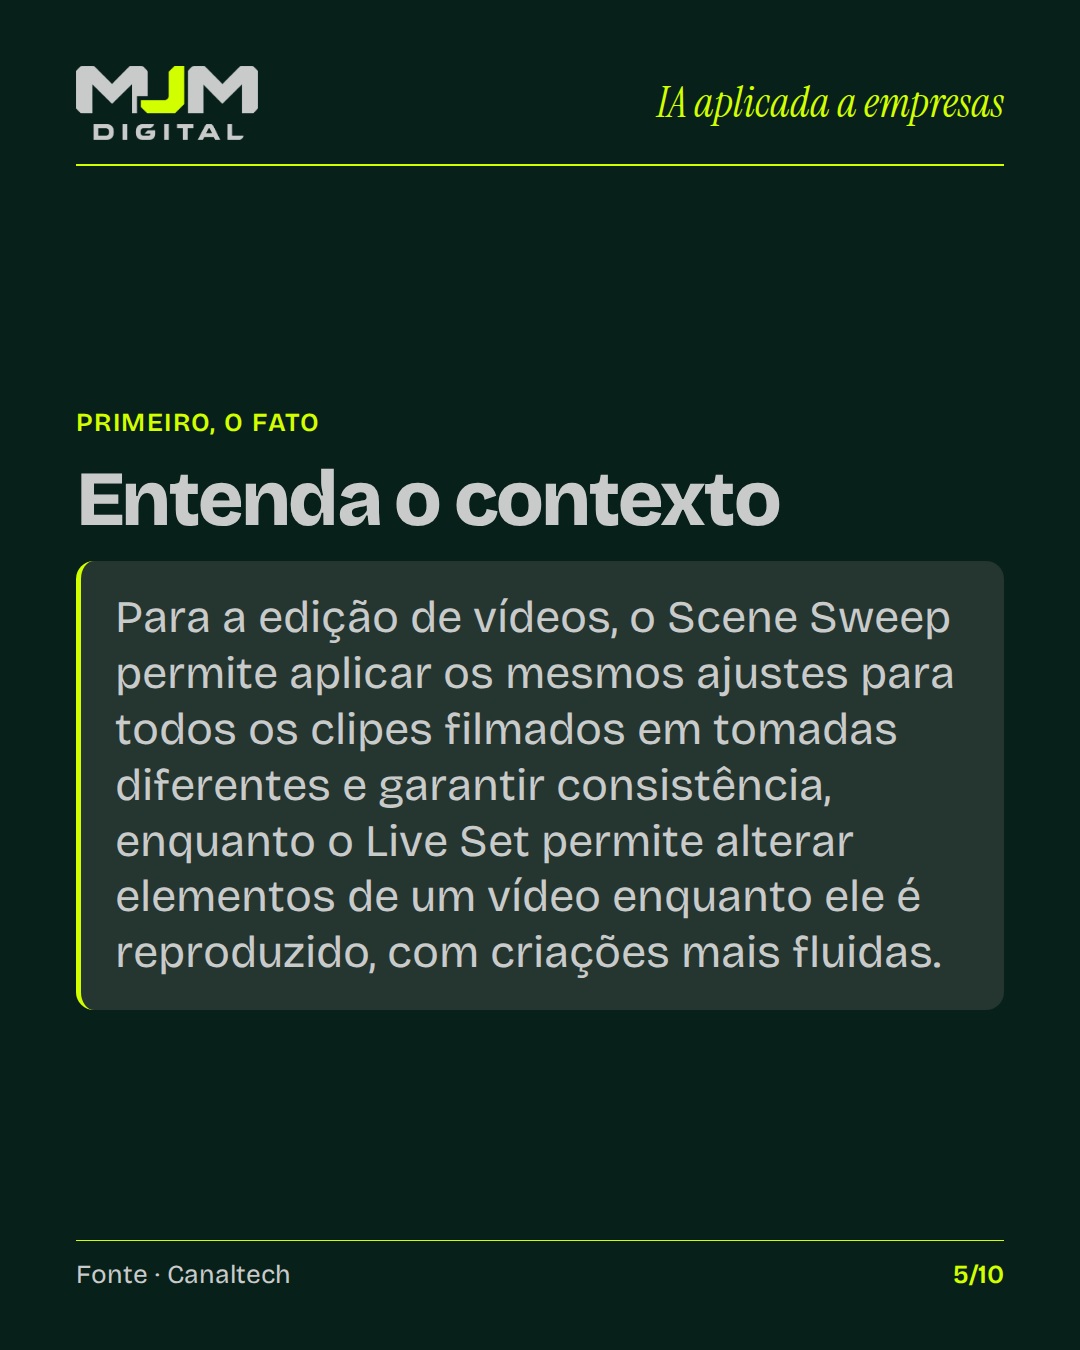 MJM
DIGITAL
IA aplicada a empresas
PRIMEIRO, O FATO
Entenda o contexto
Para a edição de vídeos, o Scene Sweep
permite aplicar os mesmos ajustes para
todos os clipes filmados em tomadas
diferentes e garantir consistência,
enquanto o Live Set permite alterar
elementos de um vídeo enquanto ele é
reproduzido, com criações mais fluidas.
Fonte · Canaltech
5/10